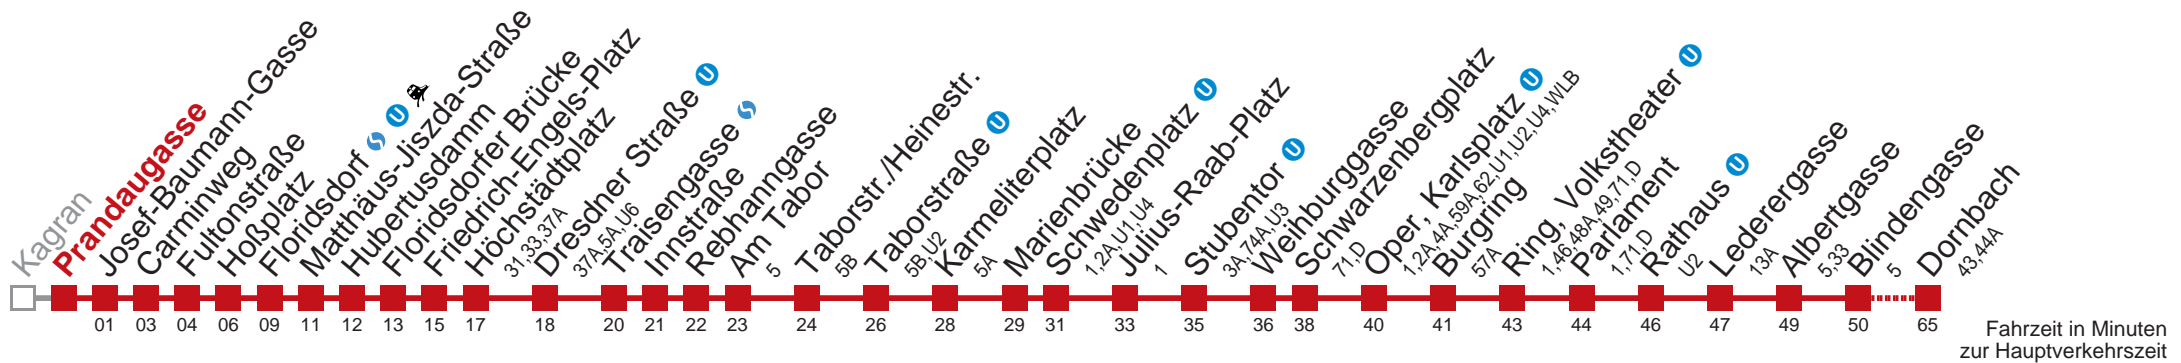 Kagran
Prandaugasse
Josef-Baumann-Gasse
Carminweg
Fultonstraße
Hoßplatz
Floridsdorf S U
Matthäus-Jiszda-Straße
Hubertusdamm
Floridsdorfer Brücke
Friedrich-Engels-Platz
Höchstädtplatz
31,33,37A
Dresdner Straße U
37A,5A,U6
Traisengasse S
Innstraße
Rebhanngasse
Am Tabor
5
Taborstr./Heinestr.
5B
Taborstraße U
5B,U2
Karmeliterplatz
5A
Marienbrücke
Schwedenplatz U
1,2A,U1,U4
Julius-Raab-Platz
1
Stubentor U
3A,74A,U3
Weihburggasse
Schwarzenbergplatz
71,D
Oper, Karlsplatz U
1,2A,4A,59A,62,U1,U2,U4,WLB
Burgring
57A
Ring, Volkstheater U
1,46,48A,49,71,D
Parlament
1,71,D
Rathaus U
U2
Lederergasse
13A
Albertgasse
5,33
Blindengasse
5
Dornbach
43,44A
01 03 04 06 09 11 12 13 15 17 18 20 21 22 23 24 26 28 29 31 33 35 36 38 40 41 43 44 46 47 49 50 65
Fahrzeit in Minuten
zur Hauptverkehrszeit